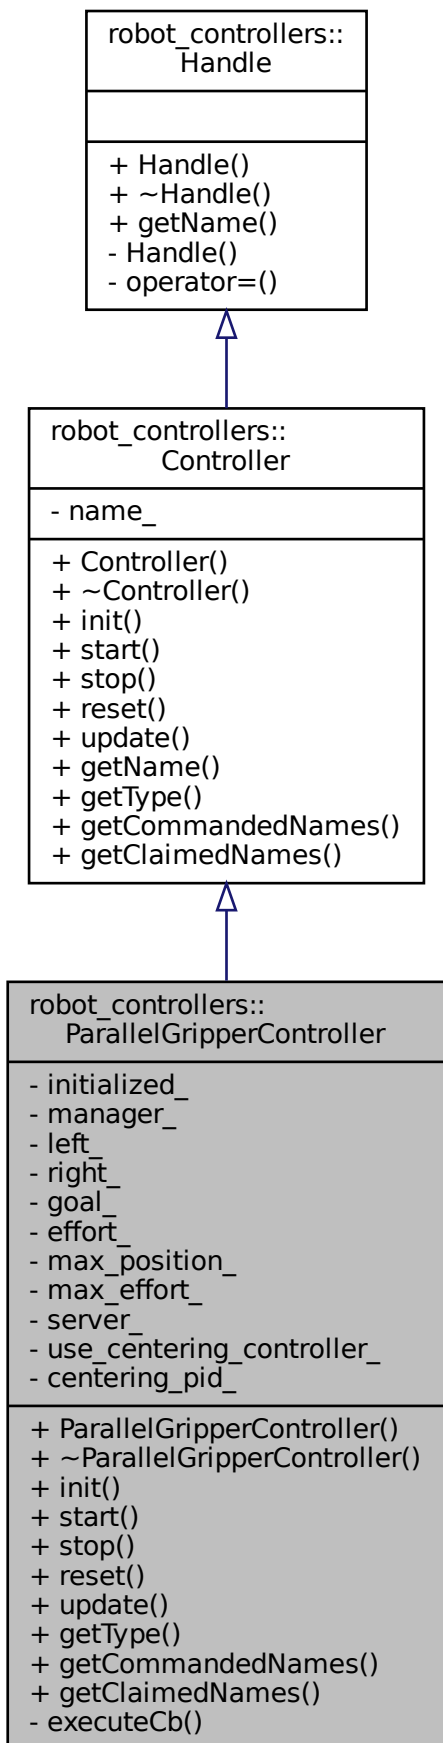 robot_controllers::
Handle
+ Handle()
+ ~Handle()
+ getName()
- Handle()
- operator=()
robot_controllers::
Controller
- name_
+ Controller()
+ ~Controller()
+ init()
+ start()
+ stop()
+ reset()
+ update()
+ getName()
+ getType()
+ getCommandedNames()
+ getClaimedNames()
robot_controllers::
ParallelGripperController
- initialized_
- manager_
- left_
- right_
- goal_
- effort_
- max_position_
- max_effort_
- server_
- use_centering_controller_
- centering_pid_
+ ParallelGripperController()
+ ~ParallelGripperController()
+ init()
+ start()
+ stop()
+ reset()
+ update()
+ getType()
+ getCommandedNames()
+ getClaimedNames()
- executeCb()